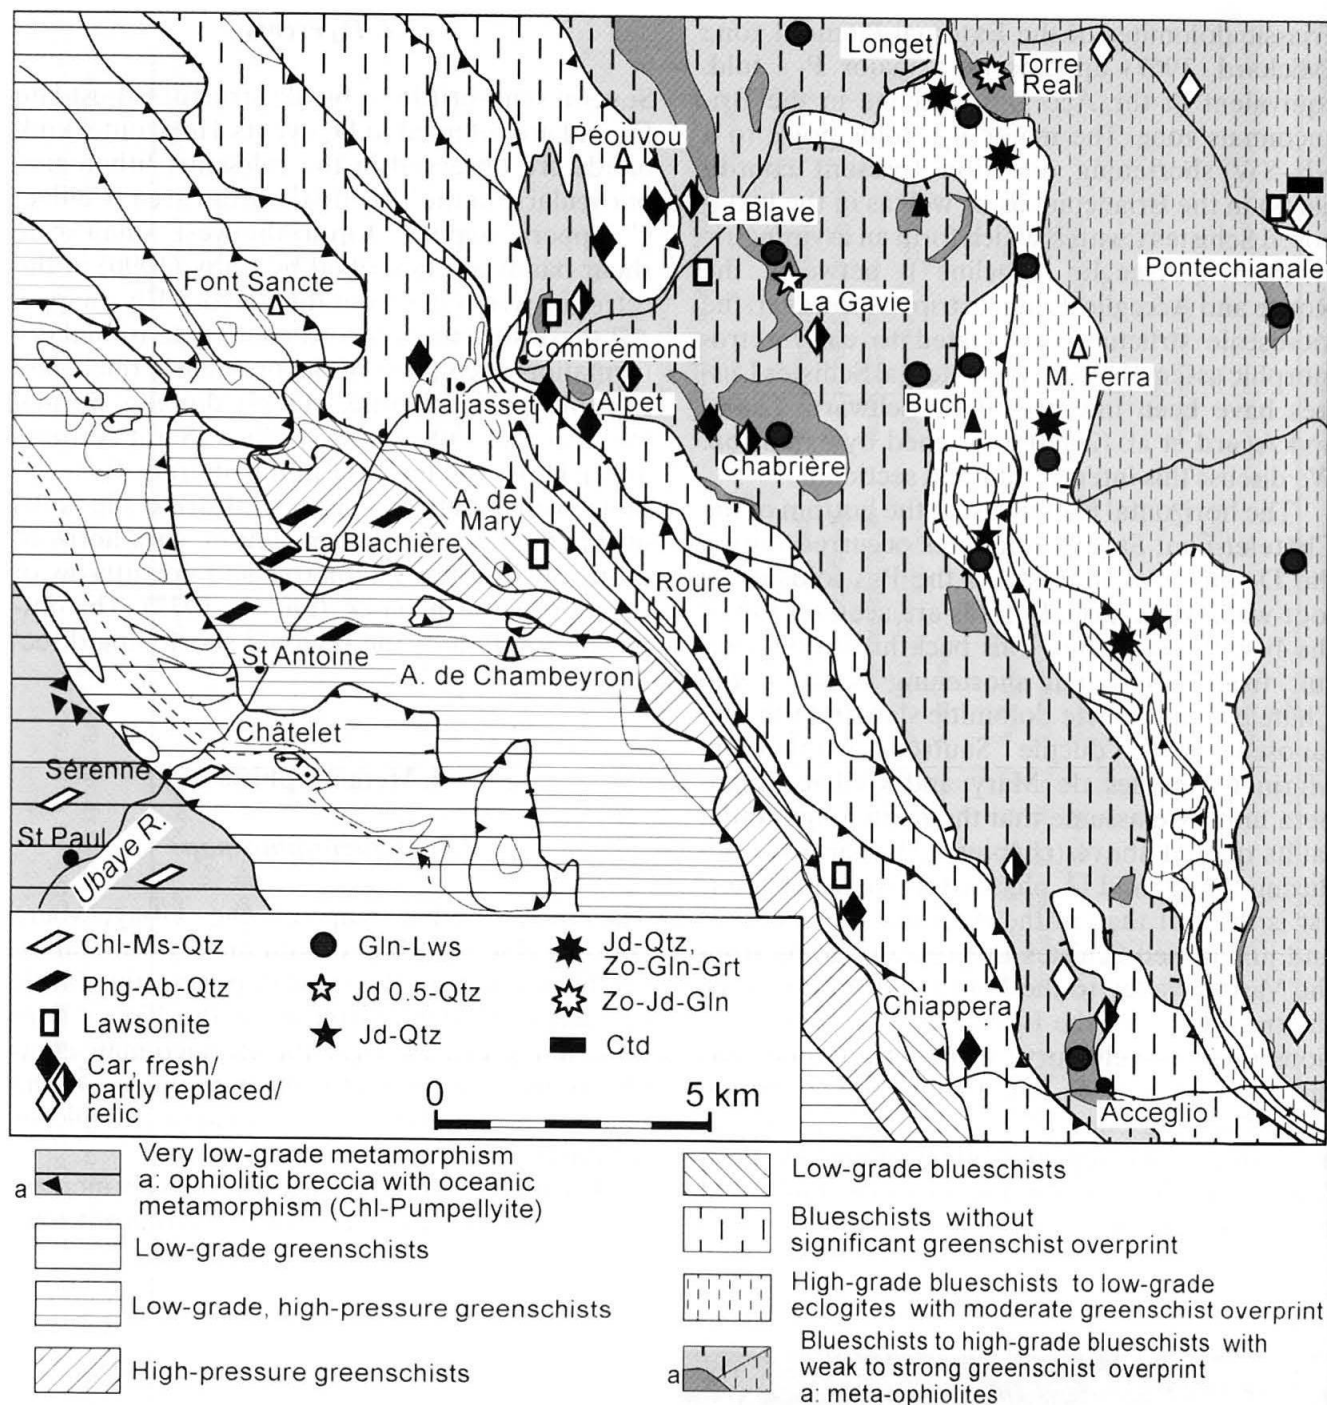 Longet
Torre
Real
Péouvou
La Blave
Pontechianale
Font Sancte
La Gavie
Combrémond
M. Ferra
Maljasset
Alpet
Buch
Chabrière
A. de
Mary
La Blachière
Roure
St Antoine
A. de Chambeyron
Châtelet
Sérenne
St Paul
Ubaye R.
Chiappera
Acceglio
Chl-Ms-Qtz
Phg-Ab-Qtz
Lawsonite
Car, fresh/
partly replaced/
relic
Gln-Lws
Jd 0.5-Qtz
Jd-Qtz
Jd-Qtz,
Zo-Gln-Grt
Zo-Jd-Gln
Ctd
0 5 km
Very low-grade metamorphism
a a: ophiolitic breccia with oceanic
metamorphism (Chl-Pumpellyite)
Low-grade greenschists
Low-grade, high-pressure greenschists
High-pressure greenschists
Low-grade blueschists
Blueschists without
significant greenschist overprint
High-grade blueschists to low-grade
eclogites with moderate greenschist overprint
Blueschists to high-grade blueschists with
weak to strong greenschist overprint
a a: meta-ophiolites